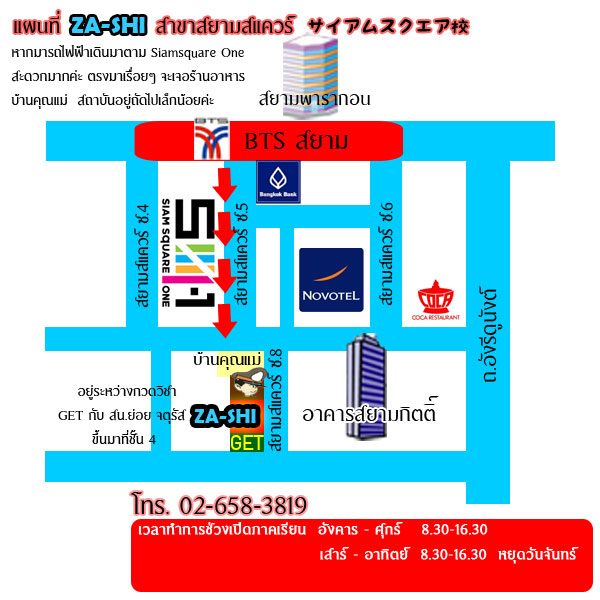 แผนที่ ZA-SHI สาขาสยามสแควร์ サイアムスクエア校
หากมารถไฟฟ้าเดินมาตาม Siamsquare One
สะดวกมากค่ะ ตรงมาเรื่อยๆ จะเจอร้านอาหาร
บ้านคุณแม่ สถาบันอยู่ถัดไปเล็กน้อยค่ะ
สยามพารากอน
BTS
BTS สยาม
Bangkok Bank
สยามสแควร์ ซ.4
SIAM SQUARE ONE
สยามสแควร์ ซ.5
สยามสแควร์ ซ.6
NOVOTEL
COCA
COCA RESTAURANT
ถ.อังรีดูนังต์
บ้านคุณแม่
สยามสแควร์ ซ.8
อยู่ระหว่างกวดวิชา
GET กับ สน.ย่อย จตุรัส
ขึ้นมาที่ชั้น 4
ZA-SHI
GET
อาคารสยามกิตติ์
โทร. 02-658-3819
เวลาทำการช่วงเปิดภาคเรียน อังคาร - ศุกร์ 8.30-16.30
เสาร์ - อาทิตย์ 8.30-16.30 หยุดวันจันทร์